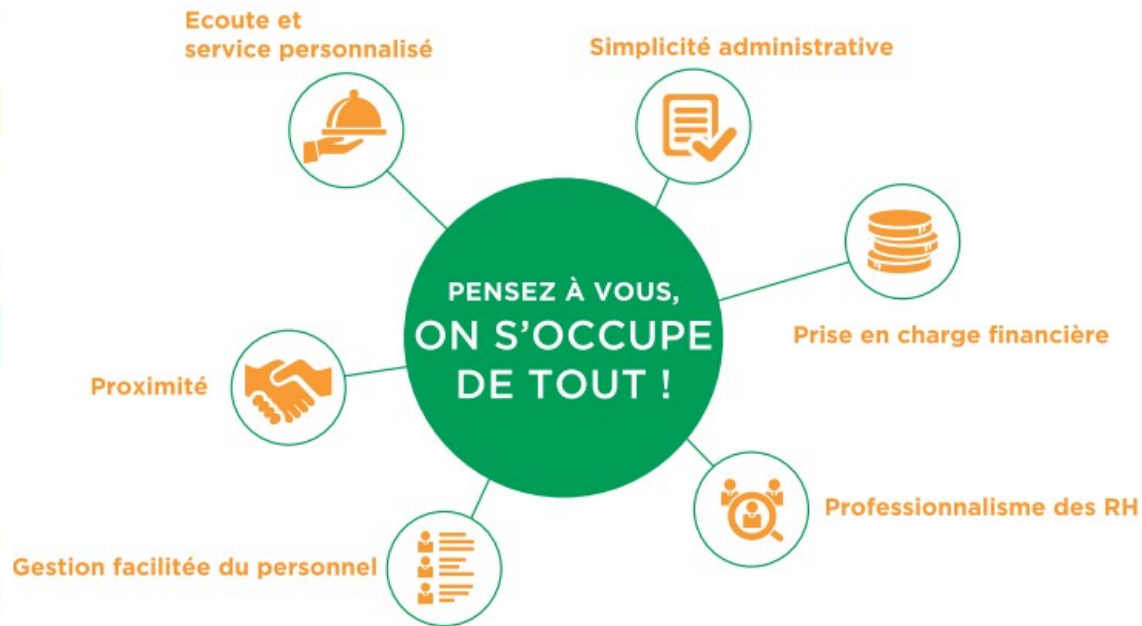 Ecoute et
service personnalisé
Simplicité administrative
PENSEZ À VOUS,
ON S'OCCUPE
DE TOUT !
Prise en charge financière
Proximité
Professionnalisme des RH
Gestion facilitée du personnel